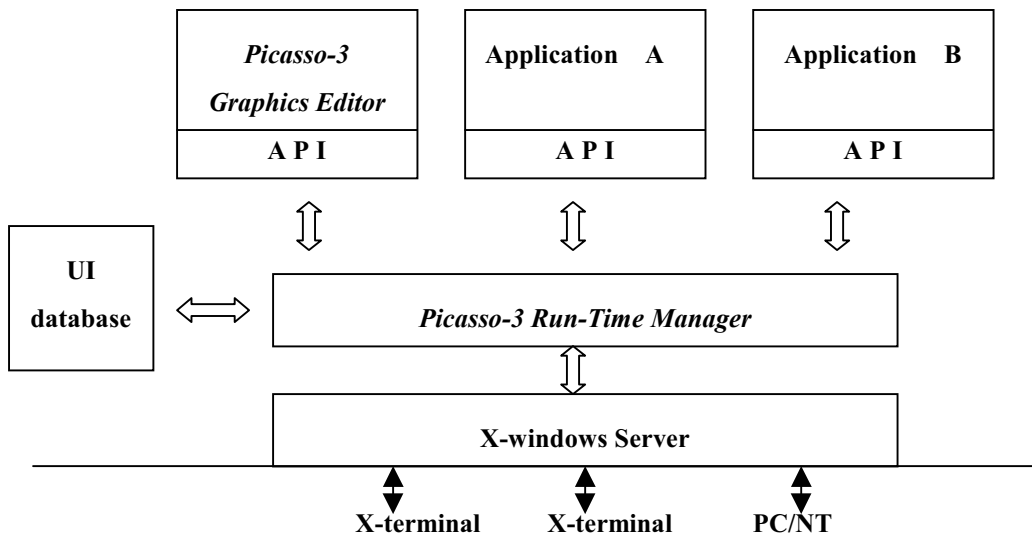 Picasso-3
Graphics Editor
A P I
Application A
A P I
Application B
A P I
UI
database
Picasso-3 Run-Time Manager
X-windows Server
X-terminal
X-terminal
PC/NT